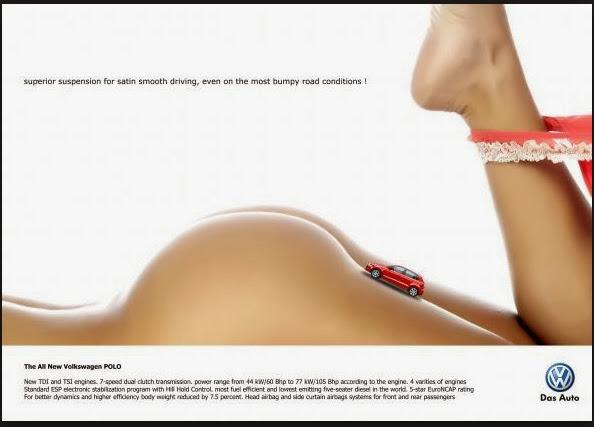 superior suspension for satin smooth driving, even on the most bumpy road conditions !
The All New Volkswagen POLO
New TDI and TSI engines. 7-speed dual clutch transmission. power range from 44 kW/60 Bhp to 77 kW/105 Bhp according to the engine. 4 varities of engines
Standard ESP electronic stabilization program with Hill Hold Control. most fuel efficient and lowest emitting five-seater diesel in the world. 5-star EuroNCAP rating
For better dynamics and higher efficiency body weight reduced by 7.5 percent. Head airbag and side curtain airbags systems for front and rear passengers
Das Auto